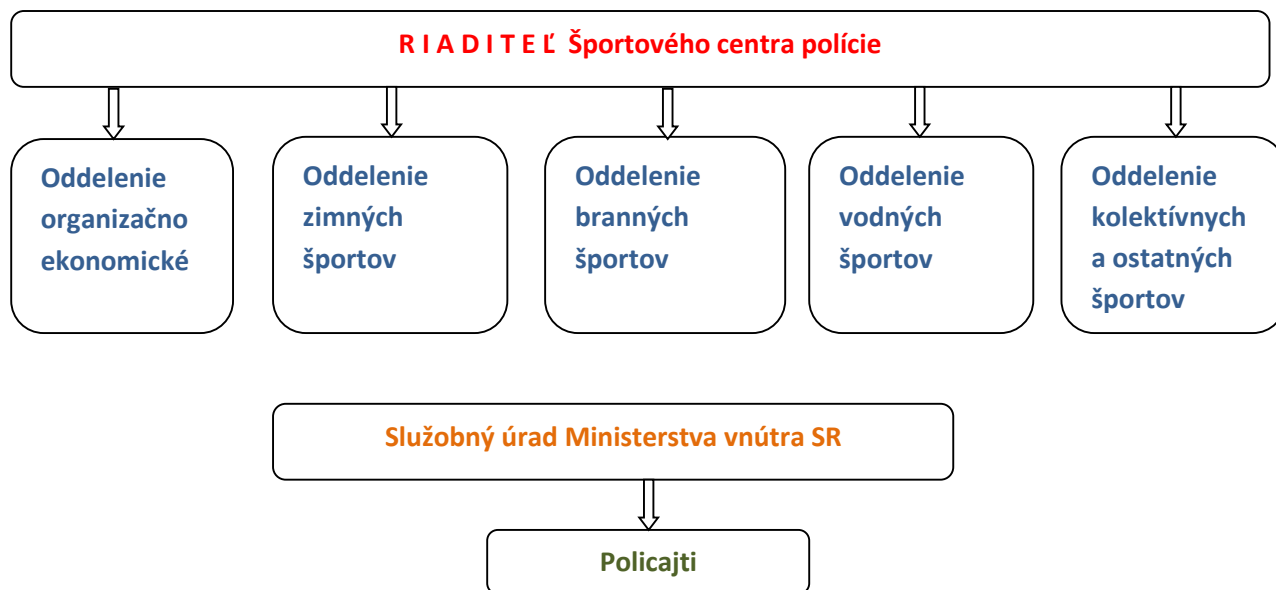 R I A D I T E Ľ Športového centra polície
Oddelenie
organizačno
ekonomické
Oddelenie
zimných
športov
Oddelenie
branných
športov
Oddelenie
vodných
športov
Oddelenie
kolektívnych
a ostatných
športov
Služobný úrad Ministerstva vnútra SR
Policajti